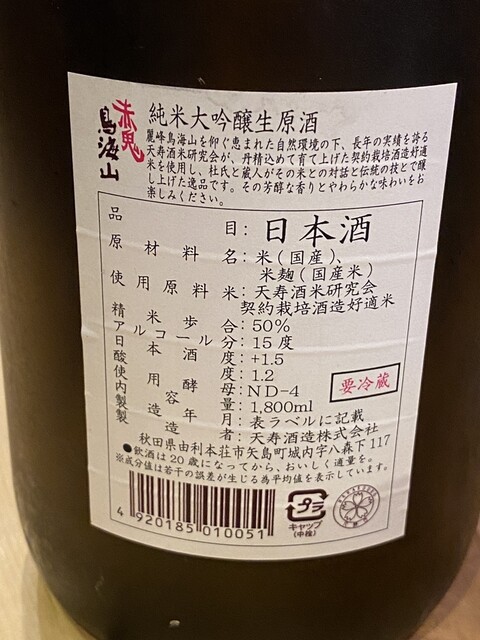 赤鬼
鳥海山
純米大吟醸生原酒
麗峰鳥海山を仰ぐ恵まれた自然環境の下、長年の実績を誇る
天寿酒米研究会が、丹精込めて育て上げた契約栽培酒造好適
米を使用し、杜氏と蔵人がその米との対話と伝統の技とで醸
し上げた逸品です。その芳醇な香りとやわらかな味わいをお
楽しみください。
品目:日本酒
原材料名:米(国産)、
米麹(国産米)
使用原料米:天寿酒米研究会
契約栽培酒造好適米
精米歩合:50%
アルコール分:15度
日本酒度:+1.5
酸度:1.2
使用酵母:ND-4
内容量:1,800ml
製造年月:表ラベルに記載
製造者:天寿酒造株式会社
秋田県由利本荘市矢島町城内字八森下117
要冷蔵
●飲酒は20歳になってから、おいしく適量を。
※成分値は若干の誤差が生じる為平均値を表示しています。
4 920185 010051
プラ
キャップ
(中栓)